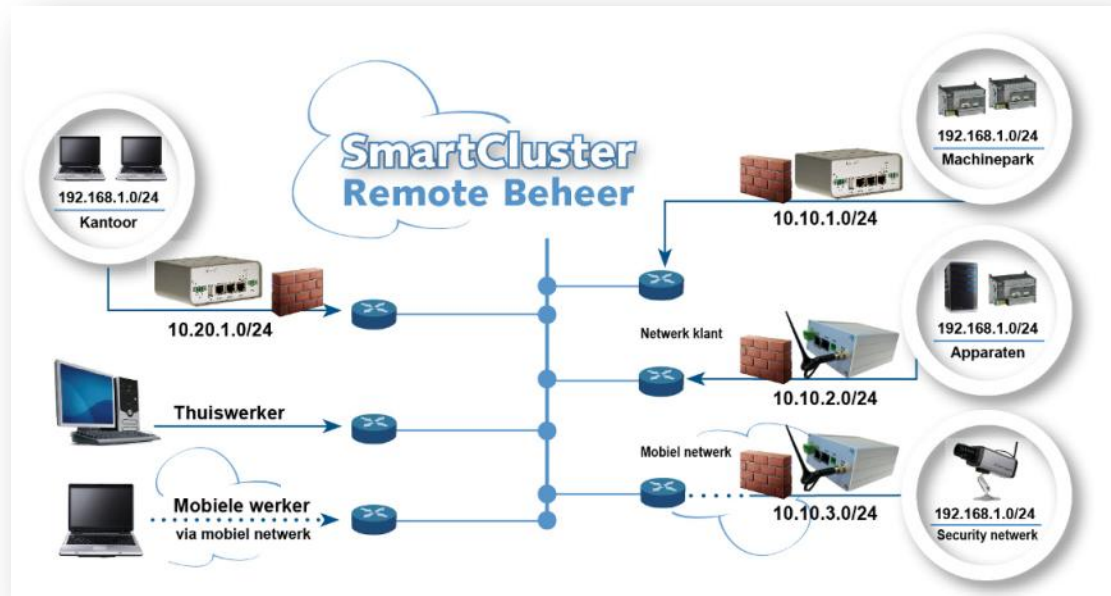 SmartCluster
Remote Beheer
192.168.1.0/24
Kantoor
10.20.1.0/24
Thuiswerker
Mobiele werker
via mobiel netwerk
192.168.1.0/24
Machinepark
10.10.1.0/24
Netwerk klant
192.168.1.0/24
Apparaten
10.10.2.0/24
Mobiel netwerk
10.10.3.0/24
192.168.1.0/24
Security netwerk